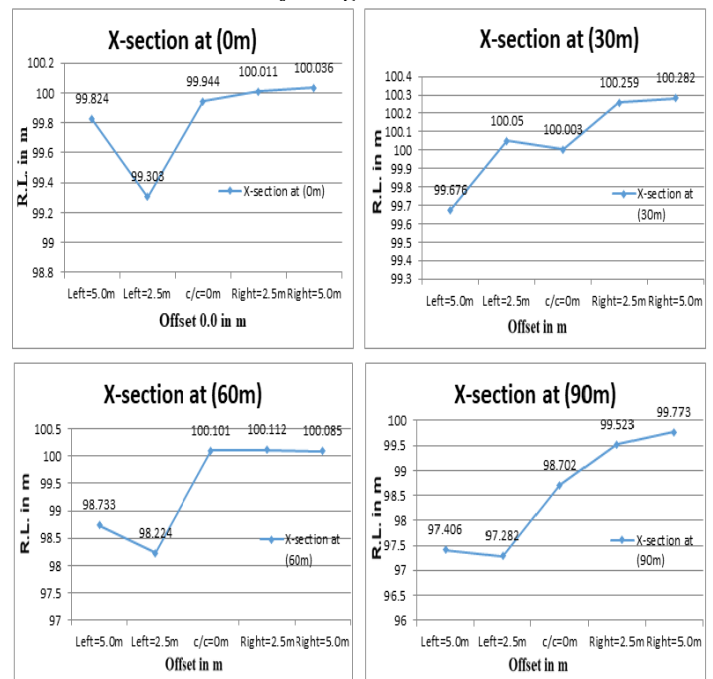 X-section at (0m)
100.2
100
99.8
99.6
99.4
99.2
99
98.8
R.L. in m
99.824
99.303
99.944
100.011
100.036
X-section at (0m)
Left=5.0m Left=2.5m c/c=0m Right=2.5m Right=5.0m
Offset 0.0 in m
X-section at (30m)
100.4
100.3
100.2
100.1
100
99.9
99.8
99.7
99.6
99.5
99.4
99.3
R.L. in m
99.676
100.05
100.003
100.259
100.282
X-section at
(30m)
Left=5.0m Left=2.5m c/c=0m Right=2.5m Right=5.0m
Offset in m
X-section at (60m)
100.5
100
99.5
99
98.5
98
97.5
97
R.L. in m
98.733
98.224
100.101
100.112
100.085
X-section at
(60m)
Left=5.0m Left=2.5m c/c=0m Right=2.5m Right=5.0m
Offset in m
X-section at (90m)
100
99.5
99
98.5
98
97.5
97
96.5
96
R.L. in m
97.406
97.282
98.702
99.523
99.773
X-section at
(90m)
Left=5.0m Left=2.5m c/c=0m Right=2.5m Right=5.0m
Offset in m